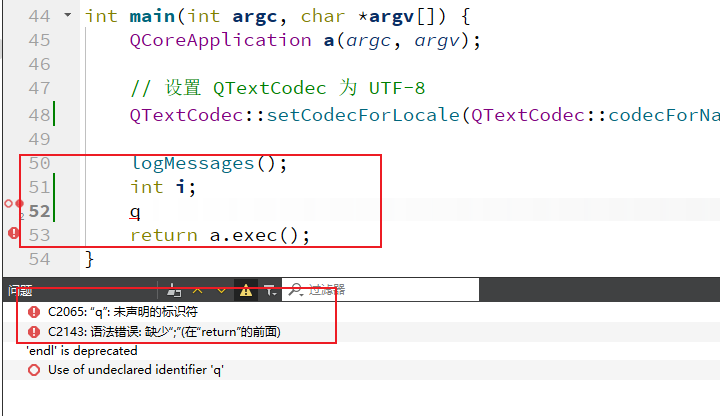 44 int main(int argc, char *argv[]) {
45 QCoreApplication a(argc, argv);
46
47 // 设置 QTextCodec 为 UTF-8
48 QTextCodec::setCodecForLocale(QTextCodec::codecForNa
49
50 logMessages();
51 int i;
52 q
2
53 return a.exec();
54 }
问题 过滤器
C2065: “q”: 未声明的标识符
C2143: 语法错误: 缺少“;”(在“return”的前面)
'endl' is deprecated
Use of undeclared identifier 'q'